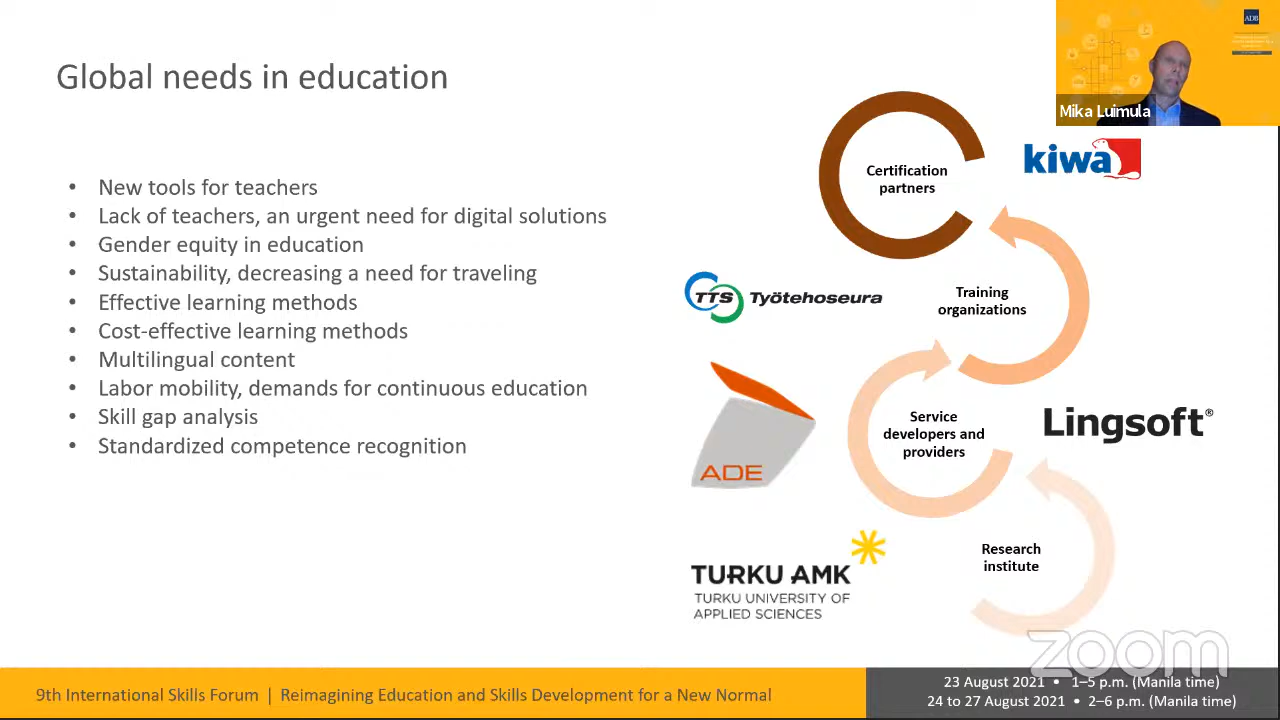 Global needs in education
• New tools for teachers
• Lack of teachers, an urgent need for digital solutions
• Gender equity in education
• Sustainability, decreasing a need for traveling
• Effective learning methods
• Cost-effective learning methods
• Multilingual content
• Labor mobility, demands for continuous education
• Skill gap analysis
• Standardized competence recognition
ADB
Mika Luimula
Certification
partners
kiwa
Training
organizations
TTS Työtehoseura
Service
developers and
providers
Lingsoft®
ADE
Research
institute
TURKU AMK
TURKU UNIVERSITY OF
APPLIED SCIENCES
zoom
9th International Skills Forum | Reimagining Education and Skills Development for a New Normal
23 August 2021 • 1–5 p.m. (Manila time)
24 to 27 August 2021 • 2–6 p.m. (Manila time)